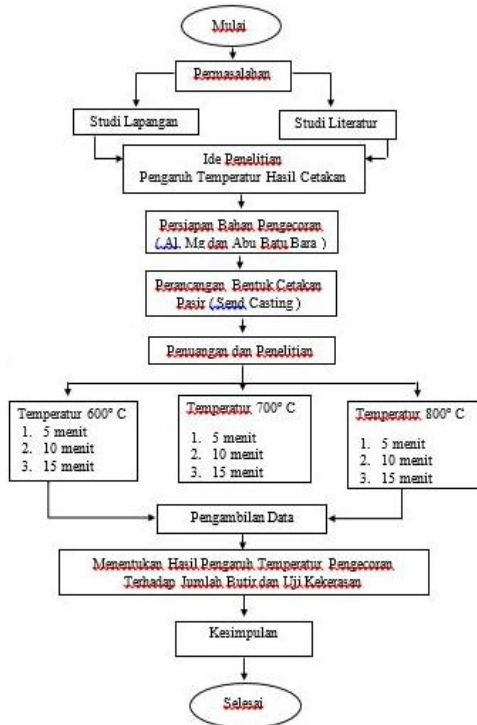 Mulai
Permasalahan
Studi Lapangan
Studi Literatur
Ide Penelitian
Pengaruh Temperatur Hasil Cetakan
Persiapan Bahan Pengecoran
( Al, Mg dan Abu Batu Bara )
Perancangan Bentuk Cetakan
Pasir ( Send Casting )
Penuangan dan Penelitian
Temperatur 600° C
1. 5 menit
2. 10 menit
3. 15 menit
Temperatur 700° C
1. 5 menit
2. 10 menit
3. 15 menit
Temperatur 800° C
1. 5 menit
2. 10 menit
3. 15 menit
Pengambilan Data
Menentukan Hasil Pengaruh Temperatur Pengecoran
Terhadap Jumlah Butir dan Uji Kekerasan
Kesimpulan
Selesai